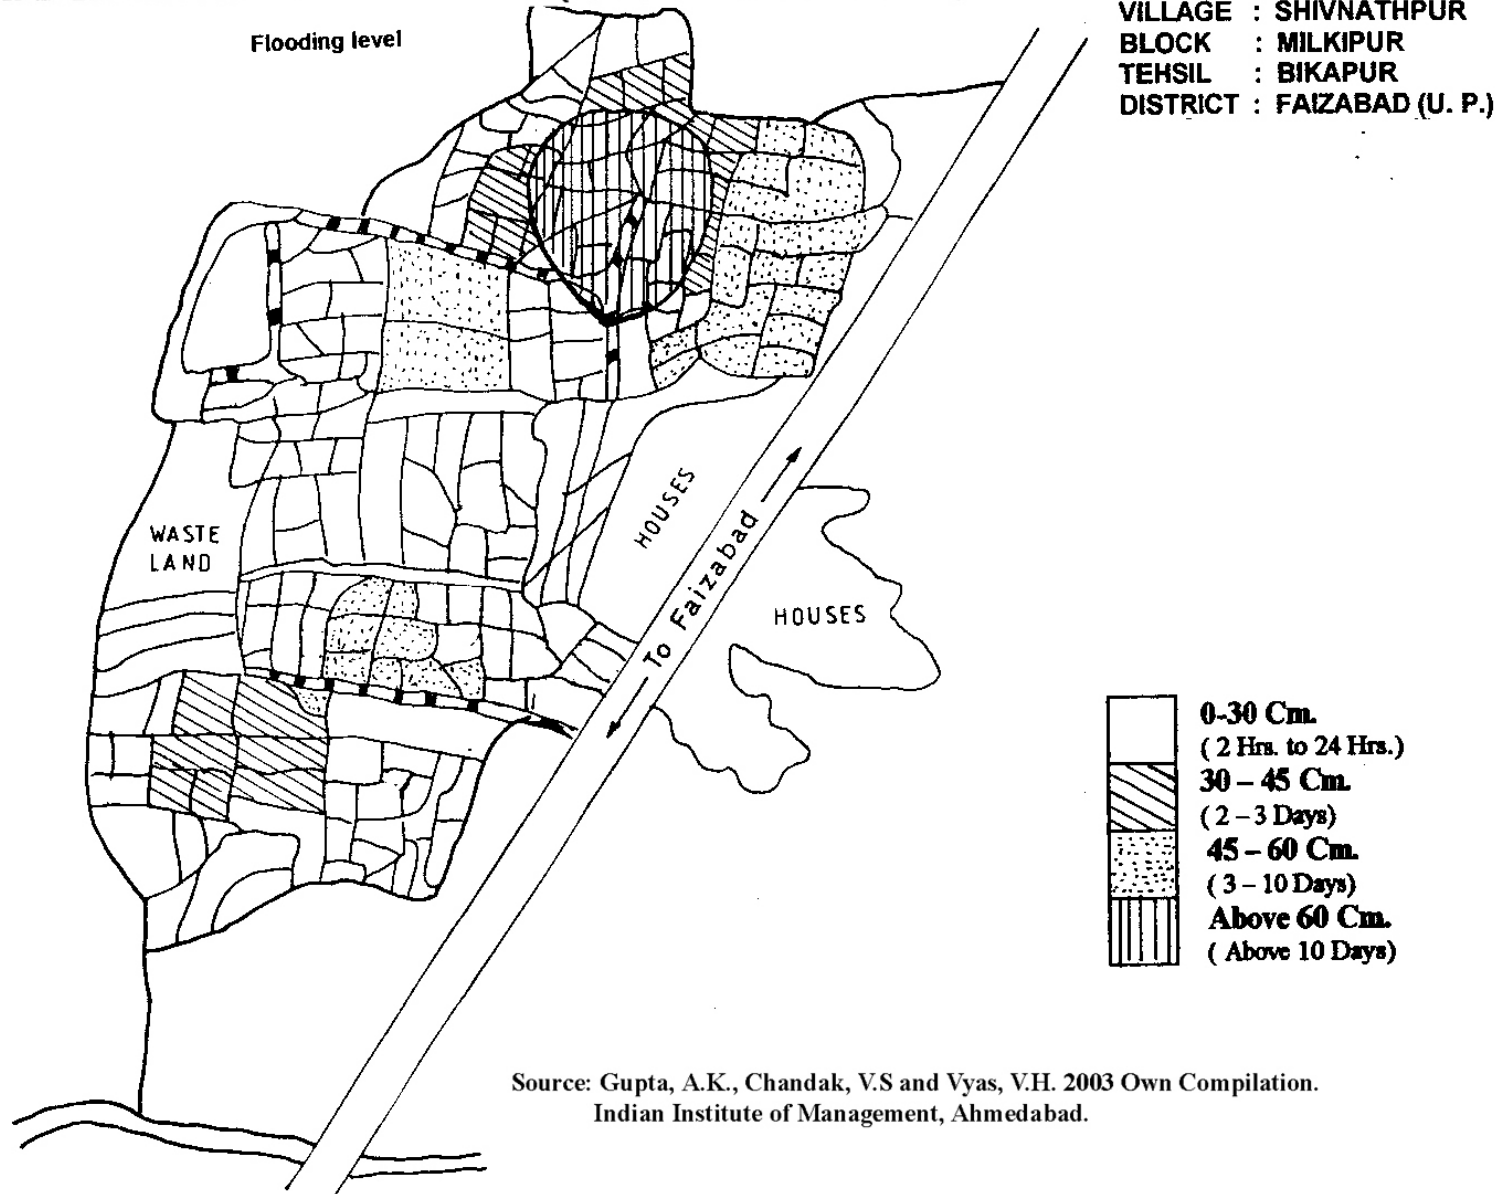 Flooding level
VILLAGE : SHIVNATHPUR
BLOCK : MILKIPUR
TEHSIL : BIKAPUR
DISTRICT : FAIZABAD (U. P.)
HOUSES
WASTE
LAND
To Faizabad
HOUSES
0-30 Cm.
( 2 Hrs. to 24 Hrs.)
30 – 45 Cm.
( 2 – 3 Days)
45 – 60 Cm.
( 3 – 10 Days)
Above 60 Cm.
( Above 10 Days)
Source: Gupta, A.K., Chandak, V.S and Vyas, V.H. 2003 Own Compilation.
Indian Institute of Management, Ahmedabad.